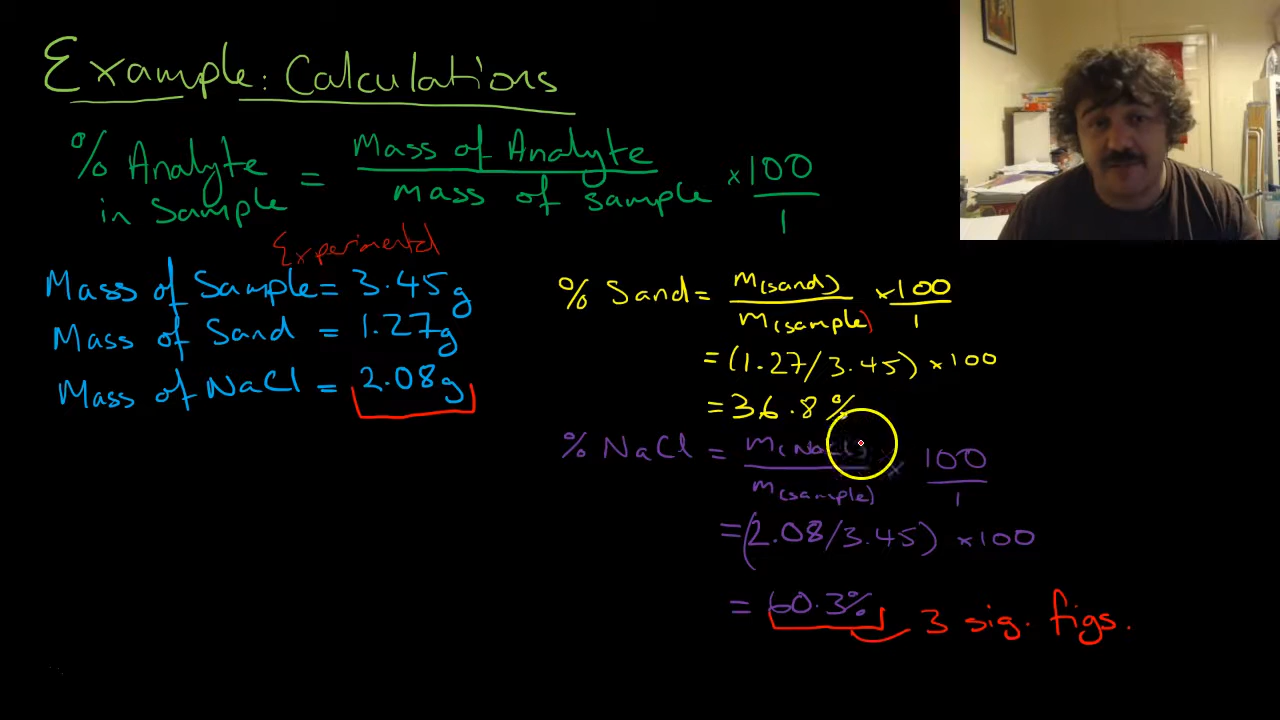 Example: Calculations
% Analyte in Sample = Mass of Analyte / mass of sample × 100/1
Experimental
Mass of Sample = 3.45g
Mass of Sand = 1.27g
Mass of NaCl = 2.08g
% Sand = m(sand) / m(sample) × 100/1
= (1.27/3.45) × 100
= 36.8%
% NaCl = m(NaCl) / m(sample) × 100/1
= (2.08/3.45) × 100
= 60.3%
3 sig. figs.